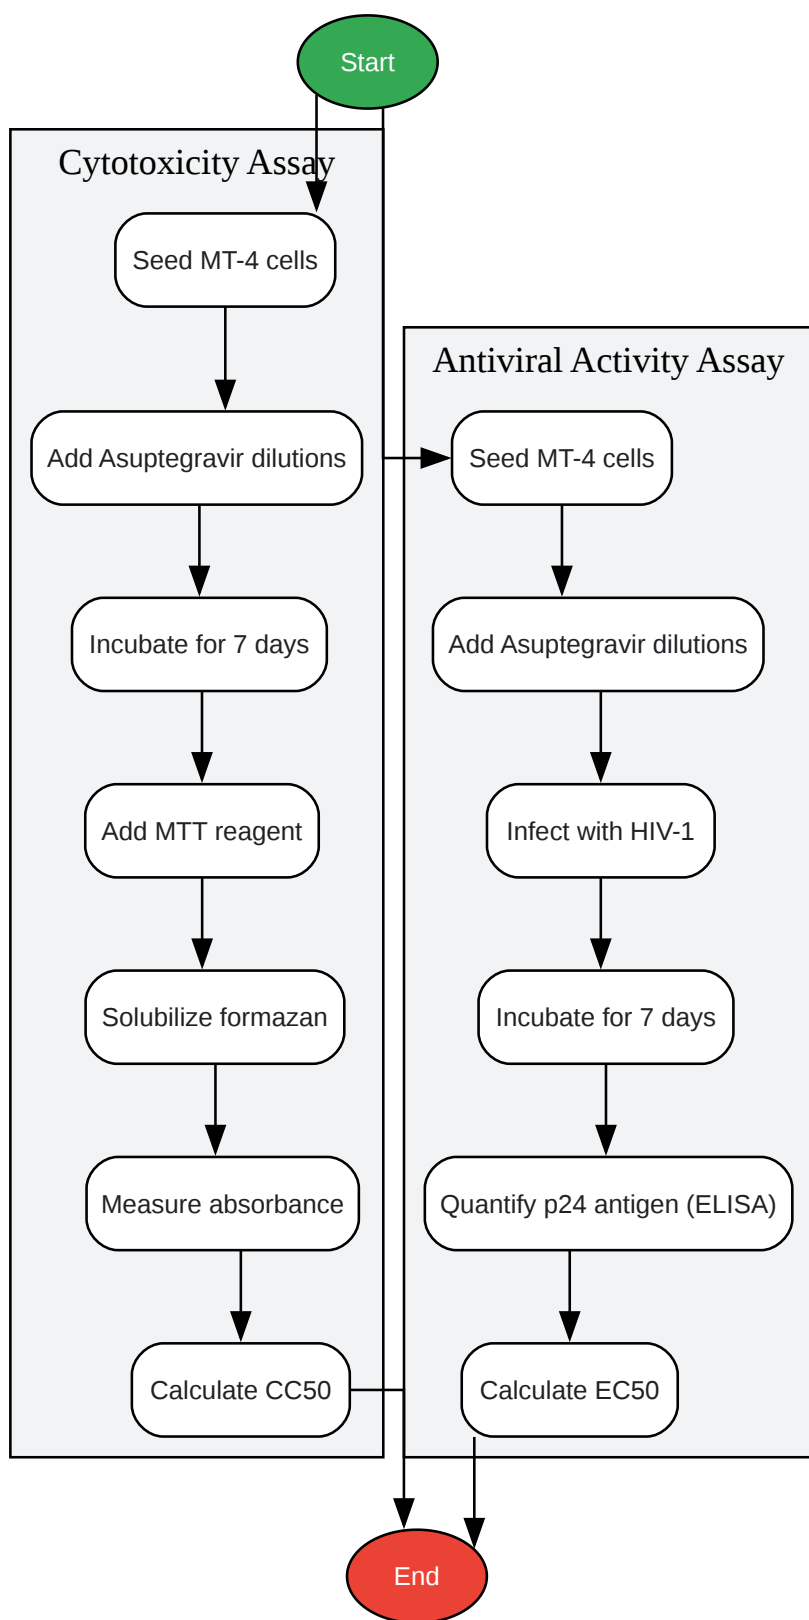 Start
Cytotoxicity Assay
Seed MT-4 cells
Add Asuptegravir dilutions
Incubate for 7 days
Add MTT reagent
Solubilize formazan
Measure absorbance
Calculate CC50
Antiviral Activity Assay
Seed MT-4 cells
Add Asuptegravir dilutions
Infect with HIV-1
Incubate for 7 days
Quantify p24 antigen (ELISA)
Calculate EC50
End